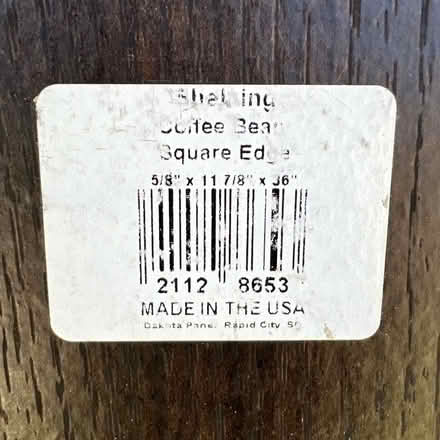 Shelving
Coffee Bean
Square Edge
5/8" x 11 7/8" x 36"
2112 8653
MADE IN THE USA
Dakota Panel Rapid City, SD